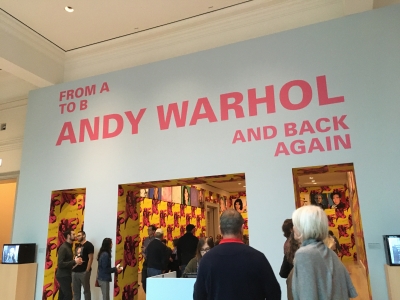 FROM A
TO B
ANDY WARHOL
AND BACK
AGAIN